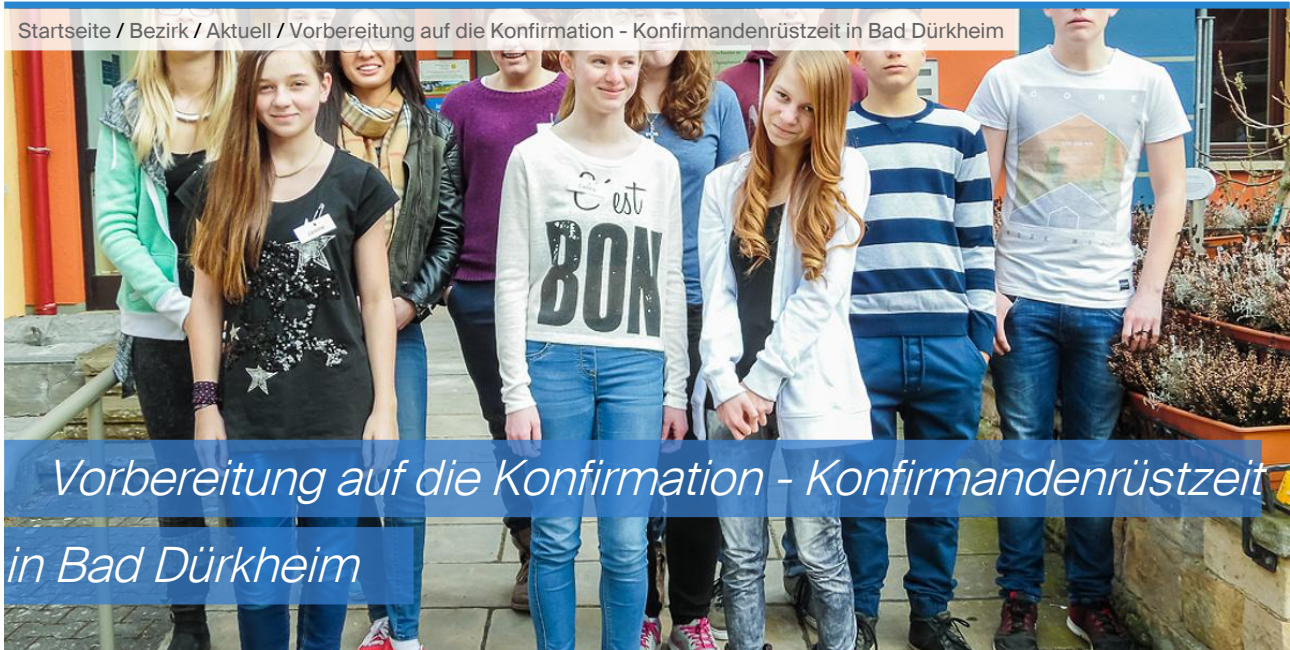 Startseite / Bezirk / Aktuell / Vorbereitung auf die Konfirmation - Konfirmandenrüstzeit in Bad Dürkheim
C'est
BON
CORE
Vorbereitung auf die Konfirmation - Konfirmandenrüstzeit
in Bad Dürkheim